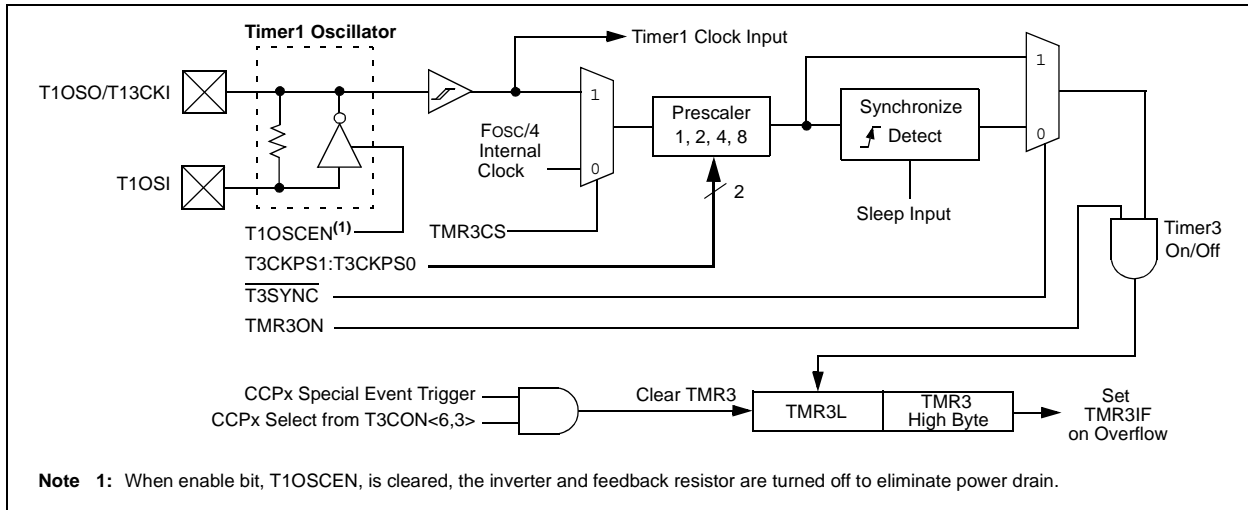 Timer1 Oscillator
Timer1 Clock Input
T1OSO/T13CKI
T1OSI
1
FOSC/4
Internal
Clock
0
Prescaler
1, 2, 4, 8
2
Synchronize
Detect
Sleep Input
1
0
T1OSCEN(1)
TMR3CS
Timer3
On/Off
T3CKPS1:T3CKPS0
T3SYNC
TMR3ON
CCPx Special Event Trigger
CCPx Select from T3CON<6,3>
Clear TMR3
TMR3L
TMR3
High Byte
Set
TMR3IF
on Overflow
Note 1: When enable bit, T1OSCEN, is cleared, the inverter and feedback resistor are turned off to eliminate power drain.